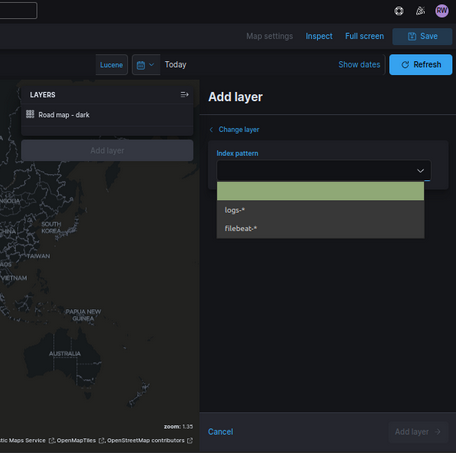 RW
Map settings Inspect Full screen Save
Lucene Today Show dates Refresh
LAYERS
Road map - dark
Add layer
Add layer
Change layer
Index pattern
logs-*
filebeat-*
SOUTH
KOREA
TAIWAN
VIETNAM
PAPUA NEW
GUINEA
AUSTRALIA
zoom: 1.35
Maps Service , OpenMapTiles , OpenStreetMap contributors
Cancel Add layer